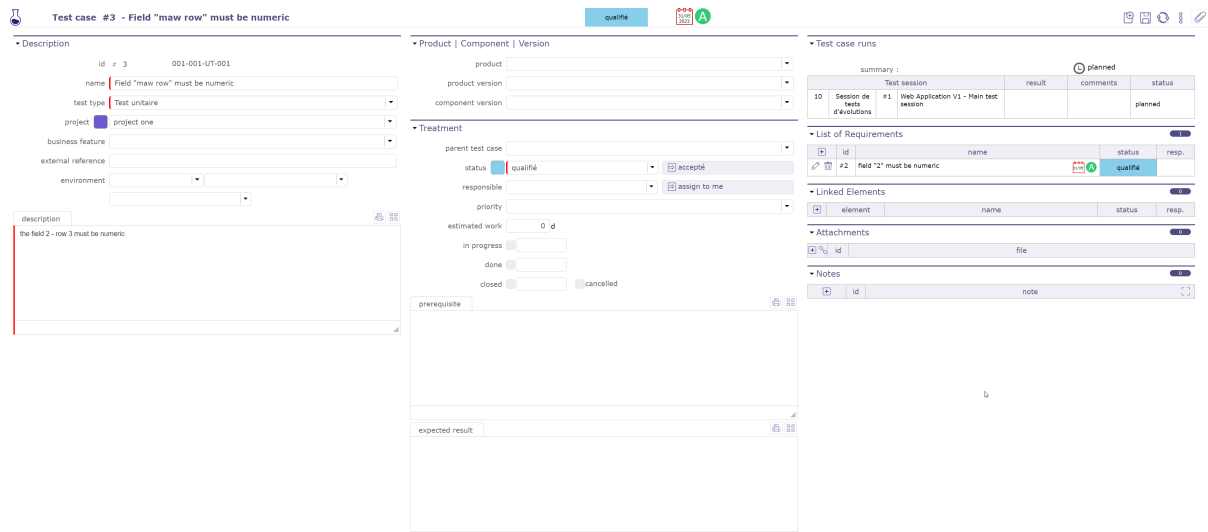 Test case #3 - Field "maw row" must be numeric
qualifié
31/05
2021
A
Description
id # 3 001-001-UT-001
name Field "maw row" must be numeric
test type Test unitaire
project project one
business feature
external reference
environment
description
the field 2 - row 3 must be numeric
Product | Component | Version
product
product version
component version
Treatment
parent test case
status qualifié accepté
responsible assign to me
priority
estimated work 0 d
in progress
done
closed cancelled
prerequisite
expected result
Test case runs
summary : planned
Test session result comments status
10 Session de tests d'évolutions #1 Web Application V1 - Main test session planned
List of Requirements 1
id name status resp.
#2 field "2" must be numeric A qualifié
Linked Elements 0
element name status resp.
Attachments 0
id file
Notes 0
id note